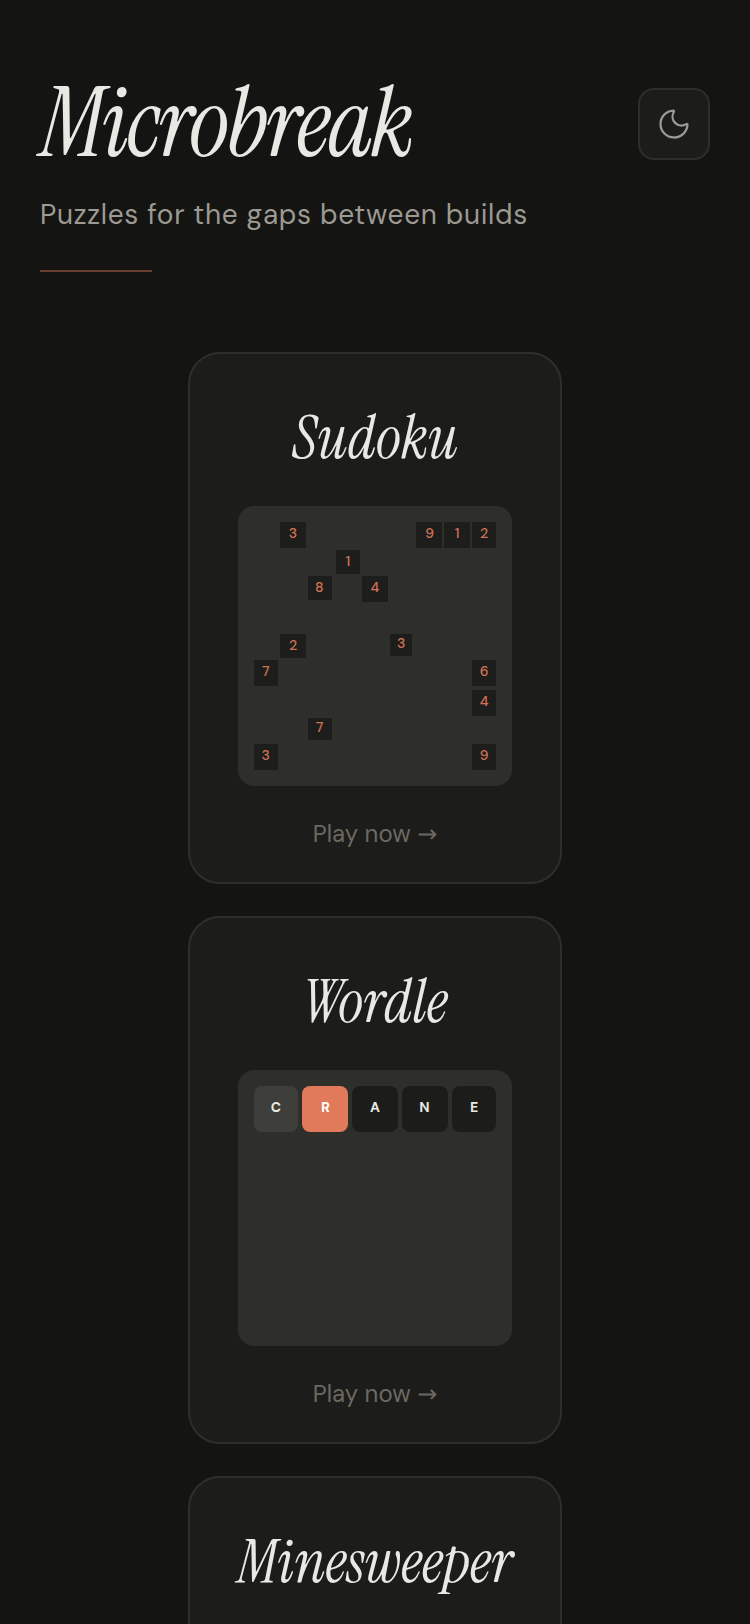 Microbreak
Puzzles for the gaps between builds
Sudoku
3 9 1 2
1
8 4
2 3
7 6
4
7
3 9
Play now →
Wordle
C R A N E
Play now →
Minesweeper